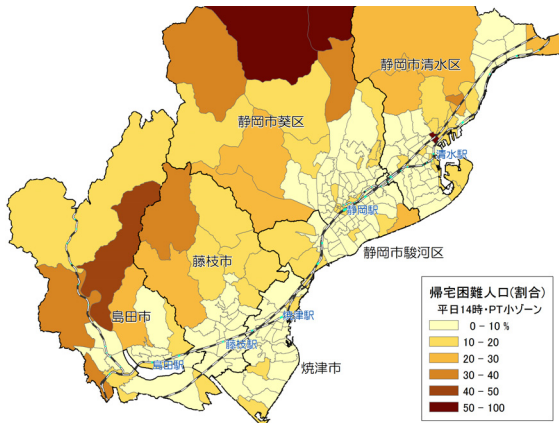 静岡市清水区
静岡市葵区
清水駅
静岡駅
静岡市駿河区
藤枝市
島田市
焼津駅
藤枝駅
島田駅
焼津市
帰宅困難人口(割合)
平日14時・PT小ゾーン
0 - 10 %
10 - 20
20 - 30
30 - 40
40 - 50
50 - 100